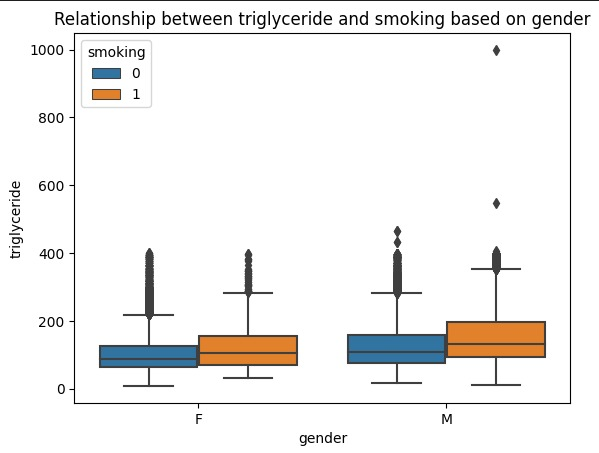 Relationship between triglyceride and smoking based on gender
smoking
0
1
1000
800
600
400
200
0
triglyceride
F
M
gender